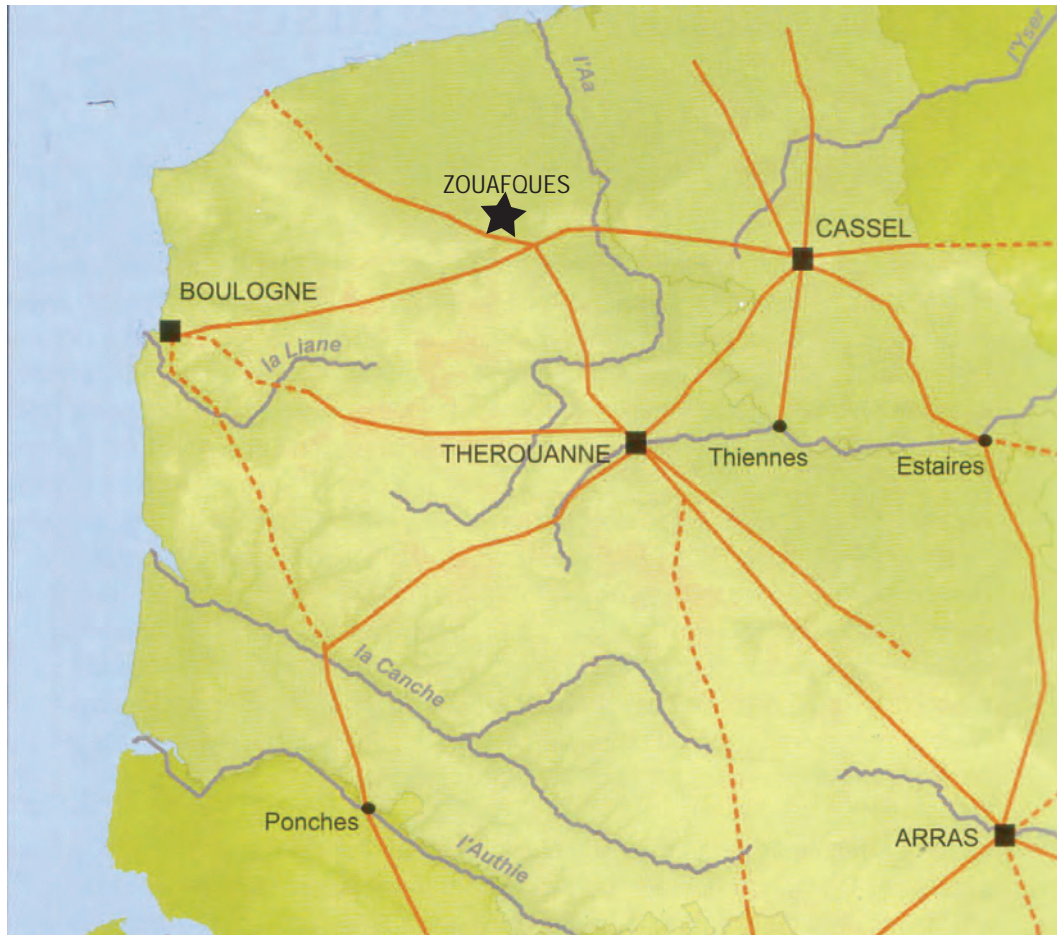 l'Yser
l'Aa
ZOUAFQUES
CASSEL
BOULOGNE
la Liane
THEROUANNE
Thiennes
Estaires
la Canche
Ponches
l'Authie
ARRAS